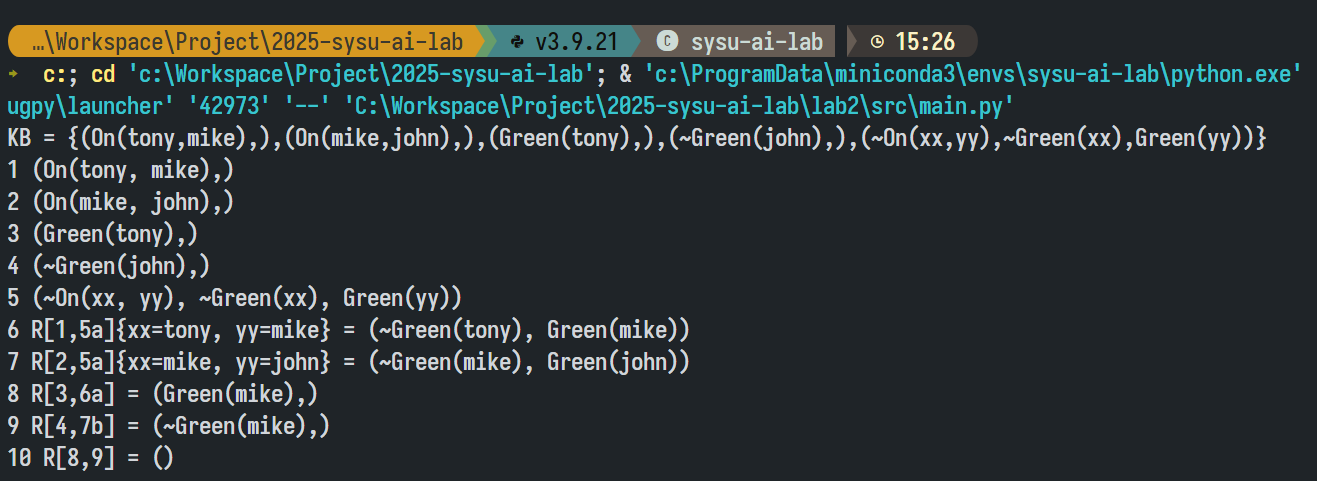 …\Workspace\Project\2025-sysu-ai-lab v3.9.21 C sysu-ai-lab 15:26
c:; cd 'c:\Workspace\Project\2025-sysu-ai-lab'; & 'c:\ProgramData\miniconda3\envs\sysu-ai-lab\python.exe'
ugpy\launcher' '42973' '--' 'C:\Workspace\Project\2025-sysu-ai-lab\lab2\src\main.py'
KB = {(On(tony,mike),),(On(mike,john),),(Green(tony),),(~Green(john),),(~On(xx,yy),~Green(xx),Green(yy))}
1 (On(tony, mike),)
2 (On(mike, john),)
3 (Green(tony),)
4 (~Green(john),)
5 (~On(xx, yy), ~Green(xx), Green(yy))
6 R[1,5a]{xx=tony, yy=mike} = (~Green(tony), Green(mike))
7 R[2,5a]{xx=mike, yy=john} = (~Green(mike), Green(john))
8 R[3,6a] = (Green(mike),)
9 R[4,7b] = (~Green(mike),)
10 R[8,9] = ()